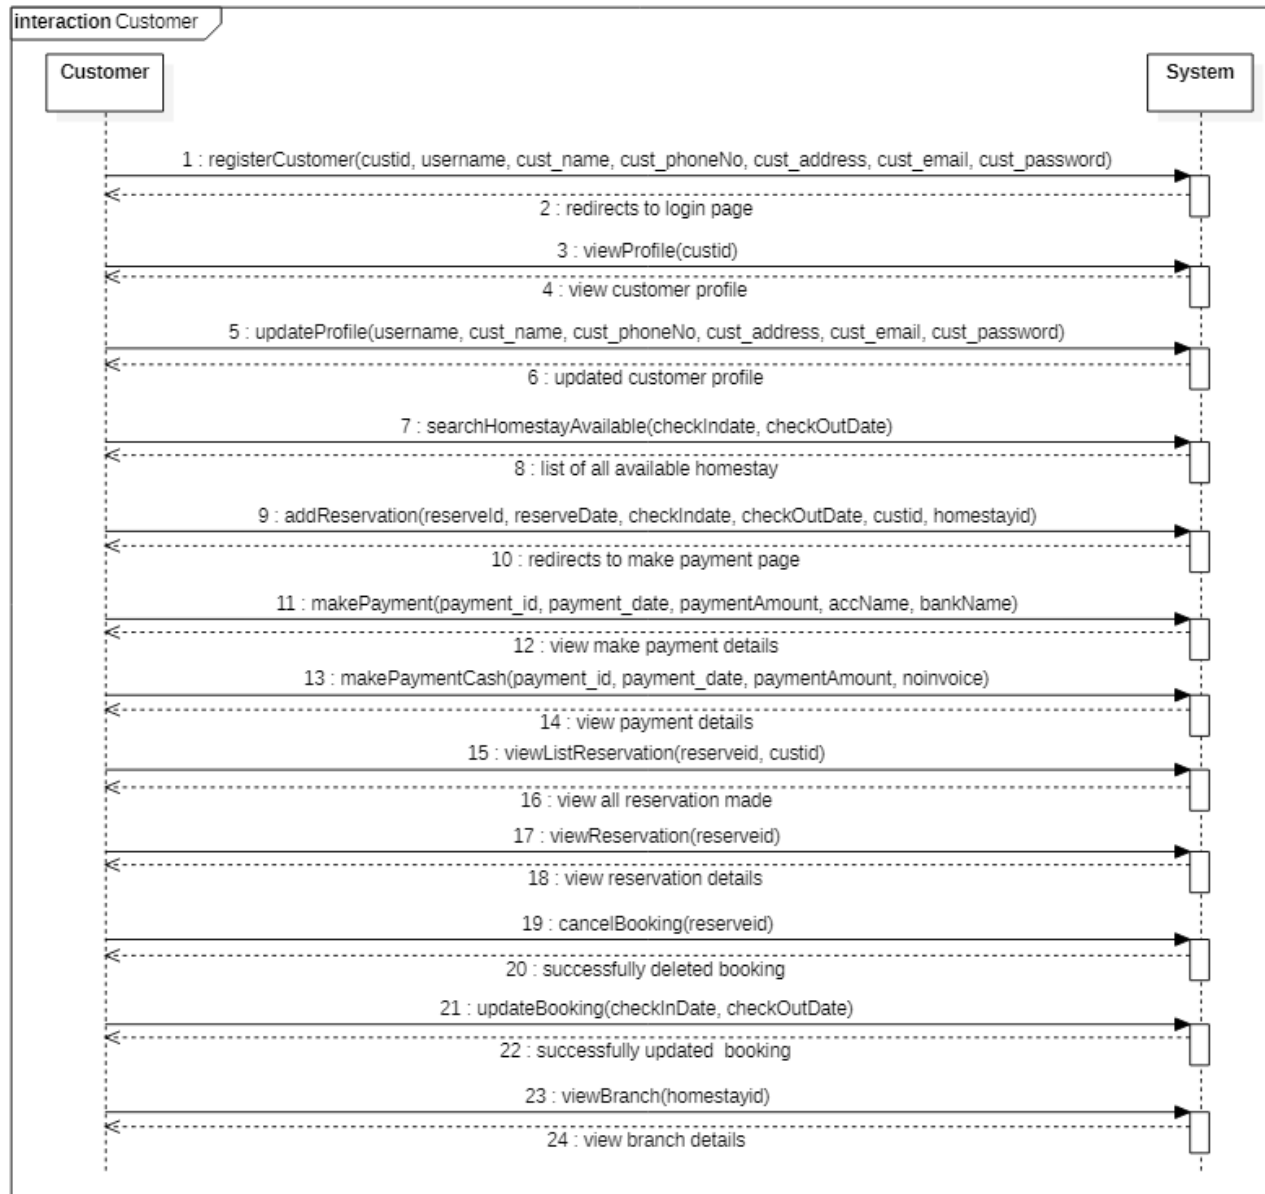 interaction Customer
Customer
System
1 : registerCustomer(custid, username, cust_name, cust_phoneNo, cust_address, cust_email, cust_password)
2 : redirects to login page
3 : viewProfile(custid)
4 : view customer profile
5 : updateProfile(username, cust_name, cust_phoneNo, cust_address, cust_email, cust_password)
6 : updated customer profile
7 : searchHomestayAvailable(checkIndate, checkOutDate)
8 : list of all available homestay
9 : addReservation(reserveId, reserveDate, checkIndate, checkOutDate, custid, homestayid)
10 : redirects to make payment page
11 : makePayment(payment_id, payment_date, paymentAmount, accName, bankName)
12 : view make payment details
13 : makePaymentCash(payment_id, payment_date, paymentAmount, noinvoice)
14 : view payment details
15 : viewListReservation(reserveid, custid)
16 : view all reservation made
17 : viewReservation(reserveid)
18 : view reservation details
19 : cancelBooking(reserveid)
20 : successfully deleted booking
21 : updateBooking(checkInDate, checkOutDate)
22 : successfully updated  booking
23 : viewBranch(homestayid)
24 : view branch details